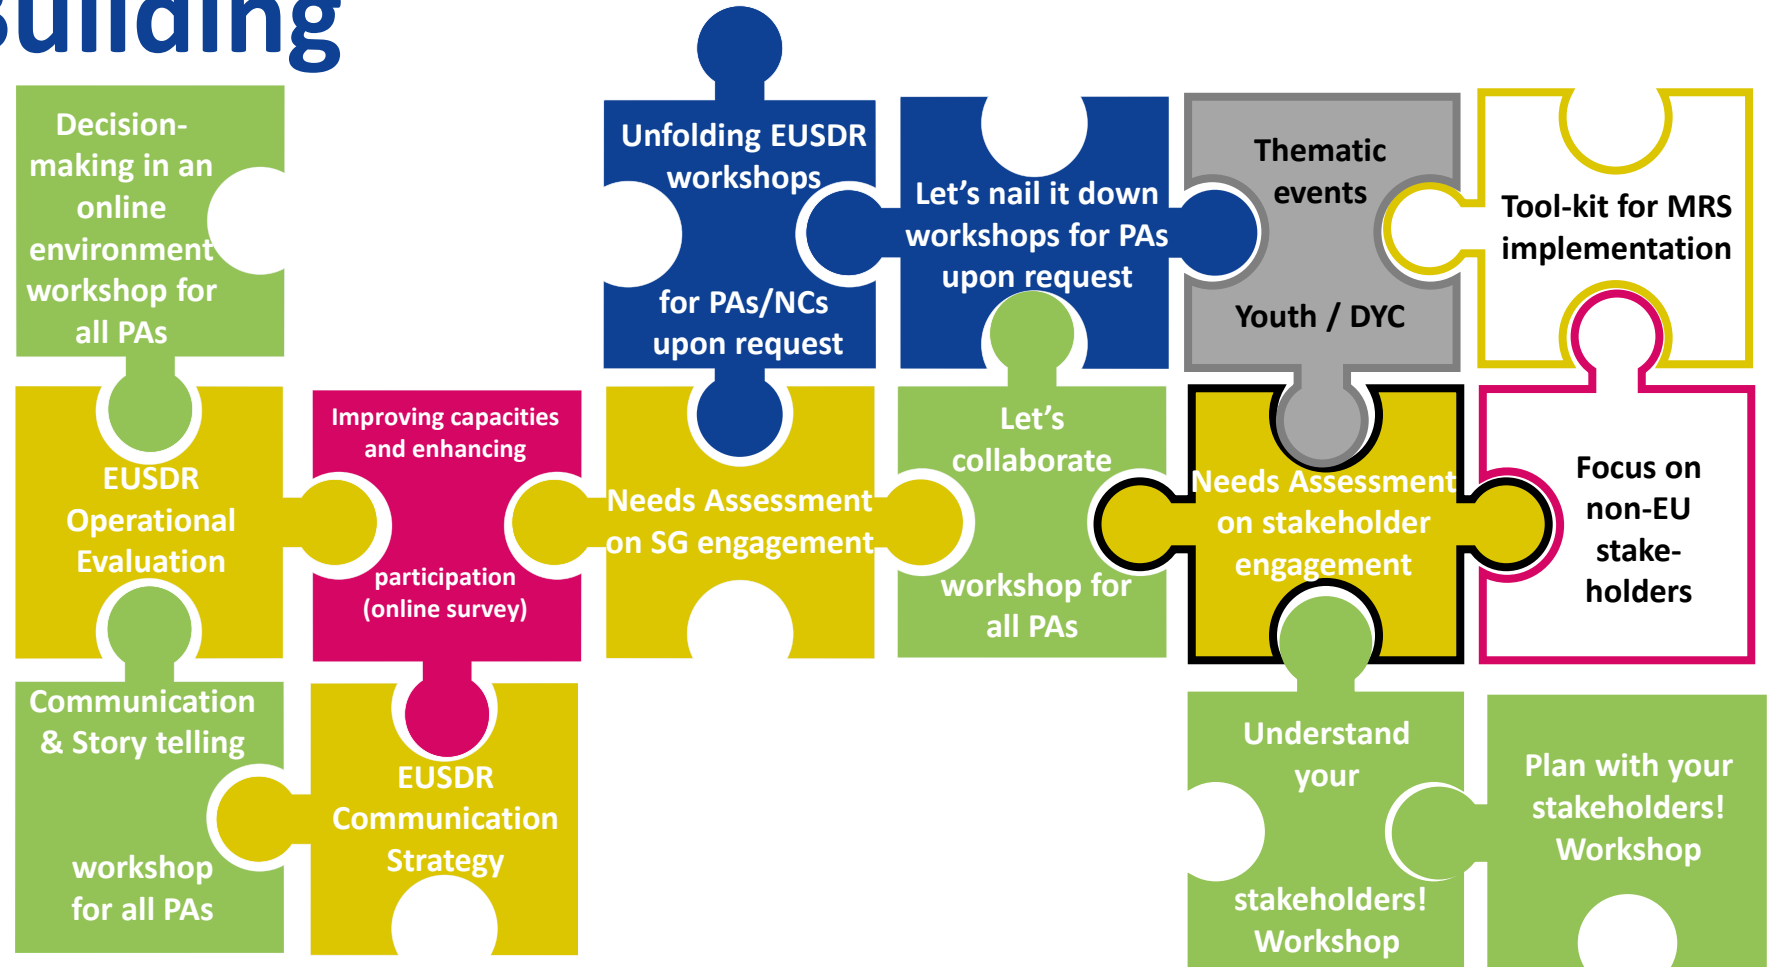 Building
Decision-
making in an
online
environment
workshop for
all PAs
Unfolding EUSDR
workshops
for PAs/NCs
upon request
Let’s nail it down
workshops for PAs
upon request
Thematic
events
Youth / DYC
Tool-kit for MRS
implementation
EUSDR
Operational
Evaluation
Improving capacities
and enhancing
participation
(online survey)
Needs Assessment
on SG engagement
Let’s
collaborate
workshop for
all PAs
Needs Assessment
on stakeholder
engagement
Focus on
non-EU
stake-
holders
Communication
& Story telling
workshop
for all PAs
EUSDR
Communication
Strategy
Understand
your
stakeholders!
Workshop
Plan with your
stakeholders!
Workshop